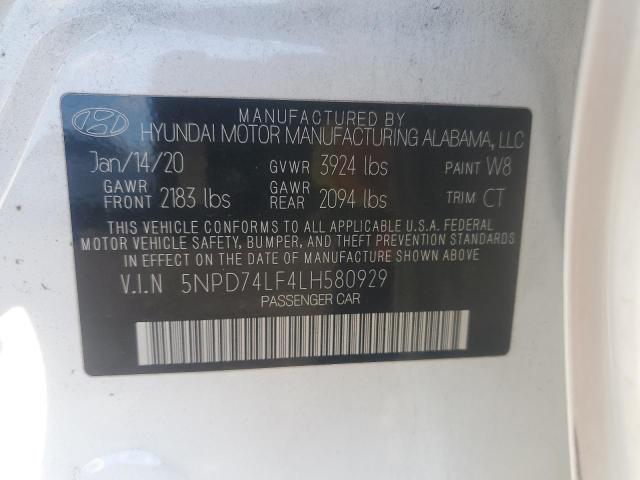 MANUFACTURED BY
HYUNDAI MOTOR MANUFACTURING ALABAMA, LLC
Jan/14/20 GVWR 3924 lbs PAINT W8
GAWR FRONT 2183 lbs GAWR REAR 2094 lbs TRIM CT
THIS VEHICLE CONFORMS TO ALL APPLICABLE U.S.A. FEDERAL
MOTOR VEHICLE SAFETY, BUMPER, AND THEFT PREVENTION STANDARDS
IN EFFECT ON THE DATE OF MANUFACTURE SHOWN ABOVE.
V.I.N 5NPD74LF4LH580929
PASSENGER CAR